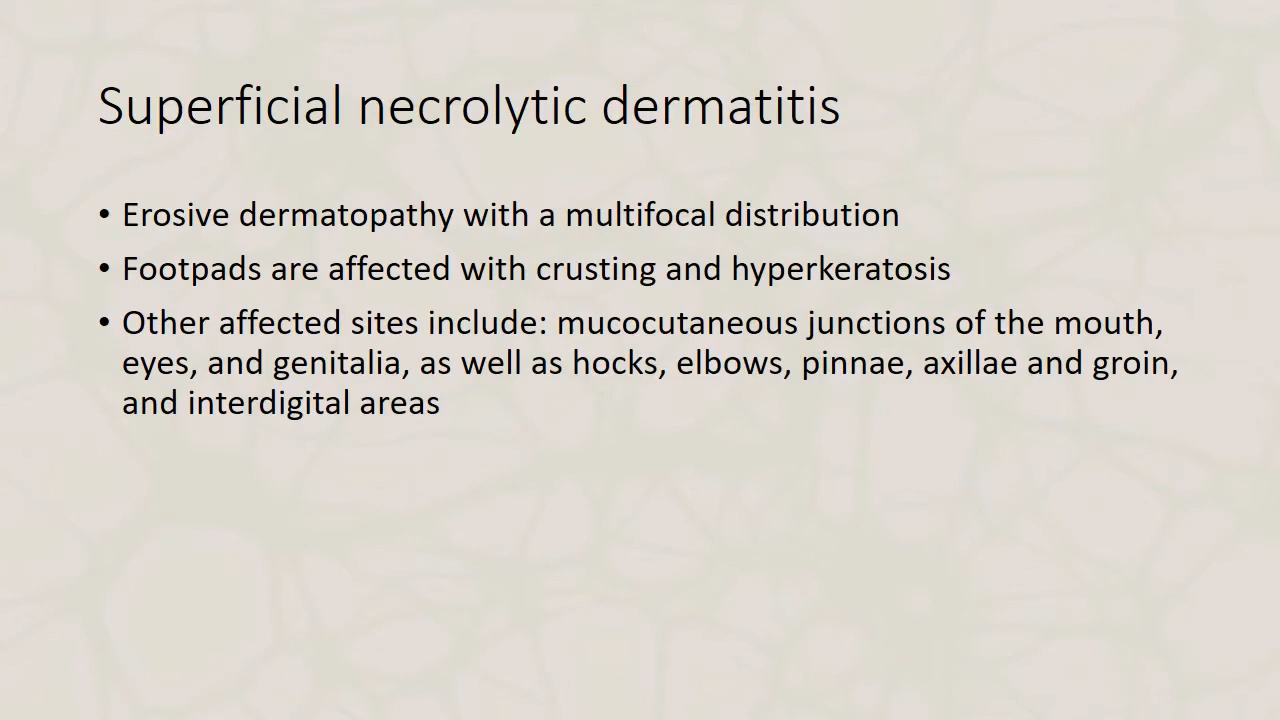 Superficial necrolytic dermatitis
• Erosive dermatopathy with a multifocal distribution
• Footpads are affected with crusting and hyperkeratosis
• Other affected sites include: mucocutaneous junctions of the mouth,
eyes, and genitalia, as well as hocks, elbows, pinnae, axillae and groin,
and interdigital areas